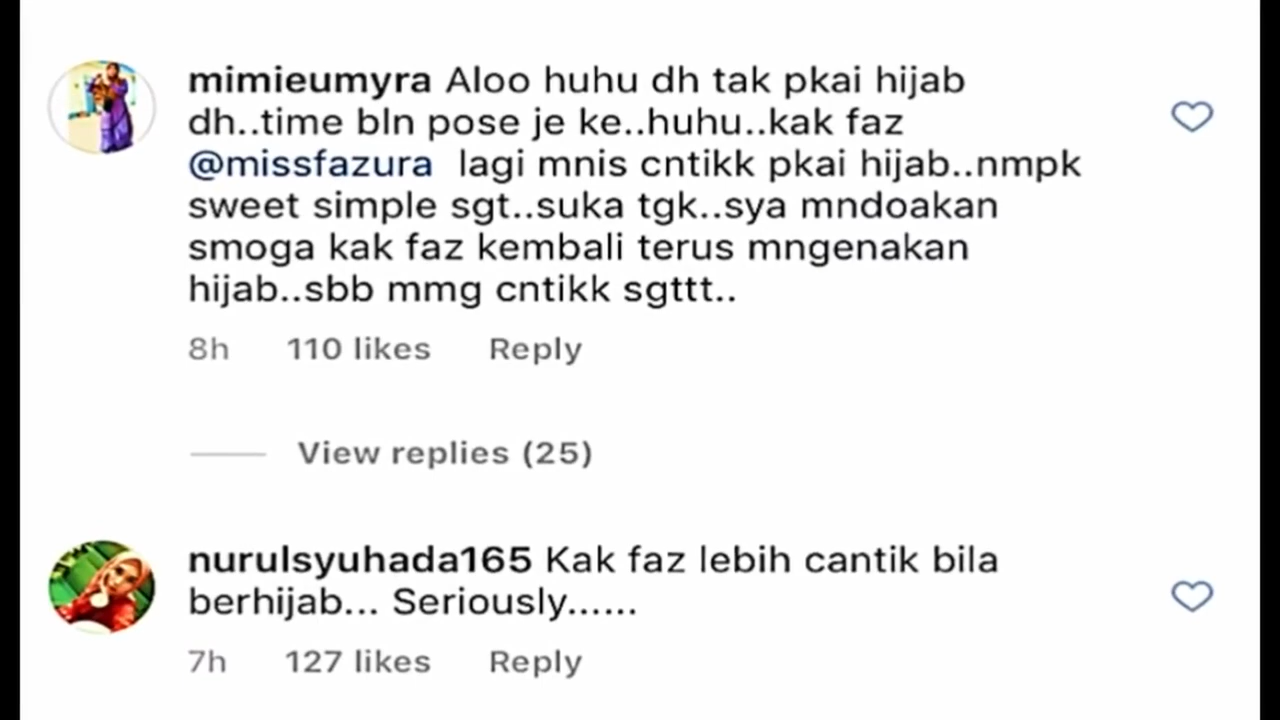 mimieumyra Aloo huhu dh tak pkai hijab
dh..time bln pose je ke..huhu..kak faz
@missfazura lagi mnis cntikk pkai hijab..nmpk
sweet simple sgt..suka tgk..sya mndoakan
smoga kak faz kembali terus mngenakan
hijab..sbb mmg cntikk sgttt..
8h 110 likes Reply
View replies (25)
nurulsyuhada165 Kak faz lebih cantik bila
berhijab... Seriously......
7h 127 likes Reply